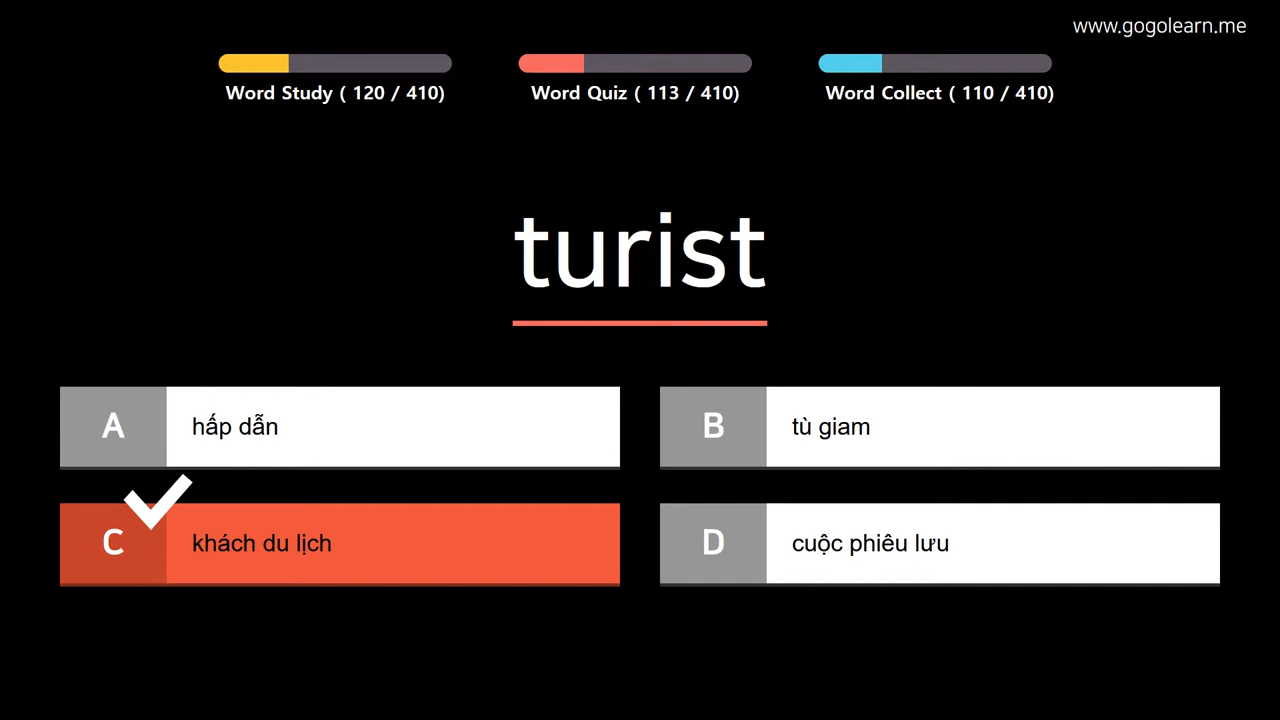 www.gogolearn.me
Word Study ( 120 / 410)
Word Quiz ( 113 / 410)
Word Collect ( 110 / 410)
turist
A hấp dẫn
B tù giam
C khách du lịch
D cuộc phiêu lưu